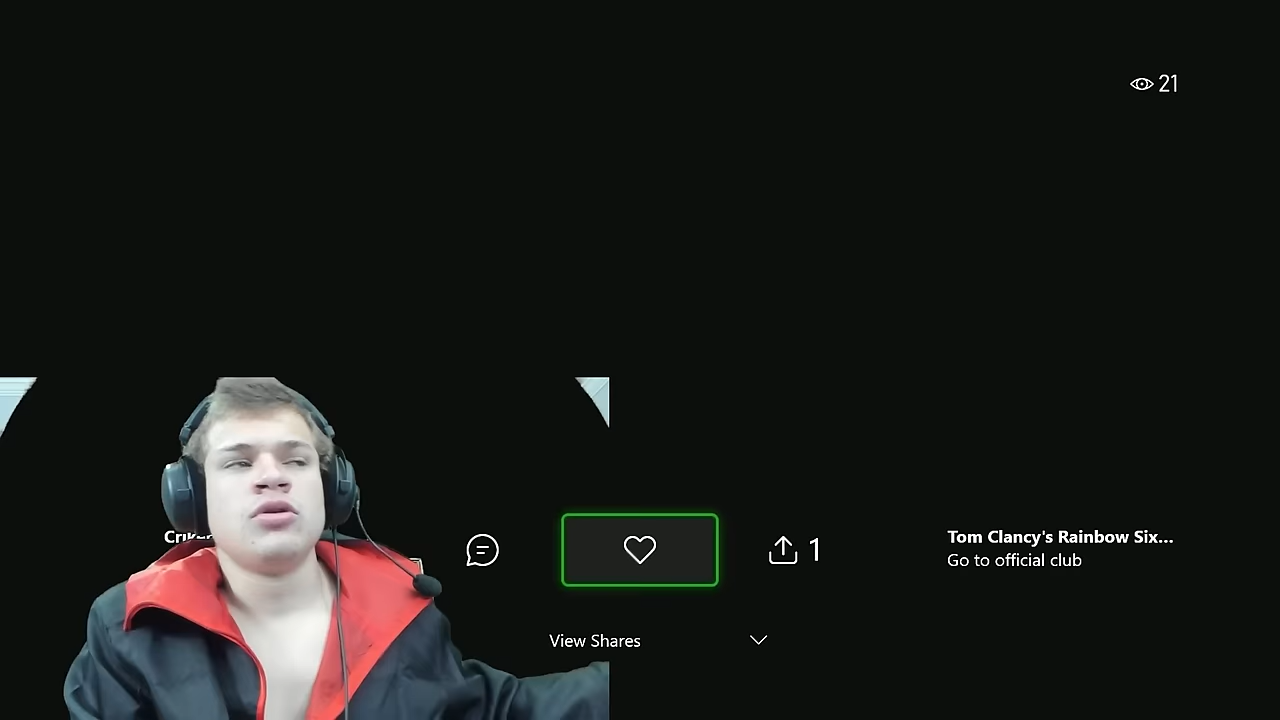 21
Tom Clancy's Rainbow Six...
Go to official club
1
View Shares